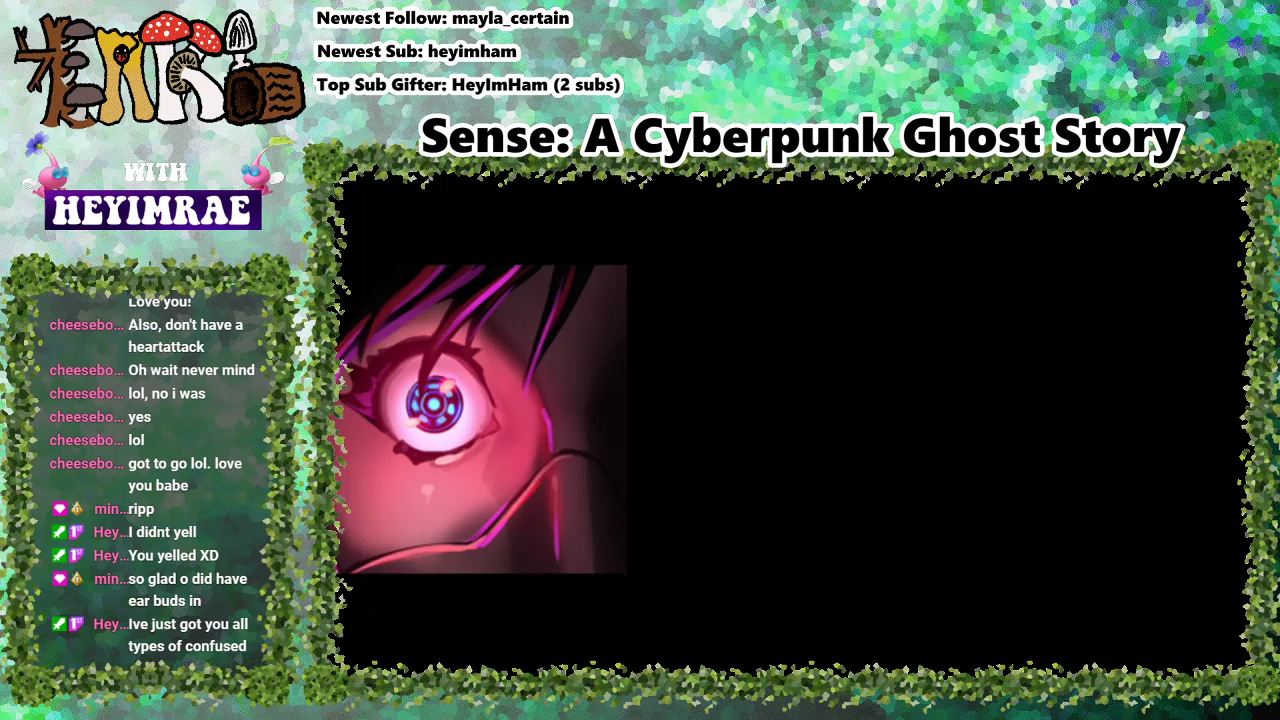 Newest Follow: mayla_certain
Newest Sub: heyimham
Top Sub Gifter: HeyImHam (2 subs)
Sense: A Cyberpunk Ghost Story
WITH
HEYIMRAE
Love you!
cheesebo... Also, don't have a
heartattack
cheesebo... Oh wait never mind
cheesebo... lol, no i was
cheesebo... yes
cheesebo... lol
cheesebo... got to go lol. love
you babe
min... ripp
Hey... I didnt yell
Hey... You yelled XD
min... so glad o did have
ear buds in
Hey... Ive just got you all
types of confused